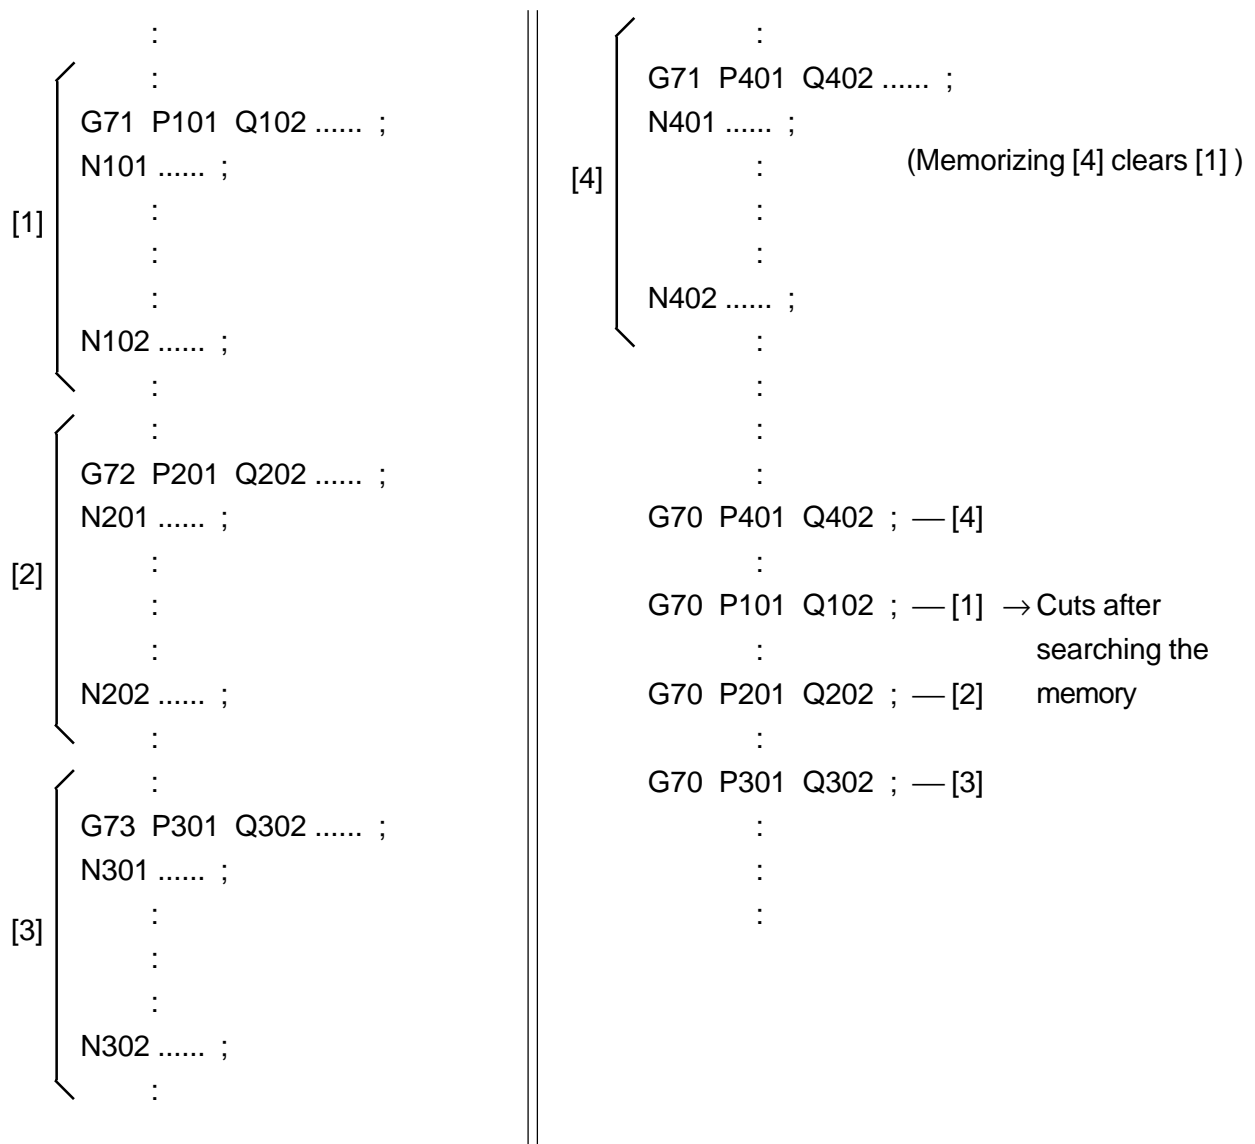 :
:
[1]
G71 P101 Q102 ...... ;
N101 ...... ;
:
:
:
N102 ...... ;
:
:
[2]
G72 P201 Q202 ...... ;
N201 ...... ;
:
:
:
N202 ...... ;
:
:
[3]
G73 P301 Q302 ...... ;
N301 ...... ;
:
:
:
N302 ...... ;
:
:
[4]
G71 P401 Q402 ...... ;
N401 ...... ;
(Memorizing [4] clears [1] )
:
:
:
N402 ...... ;
:
:
:
:
G70 P401 Q402 ; — [4]
:
G70 P101 Q102 ; — [1] → Cuts after
:
searching the
G70 P201 Q202 ; — [2] memory
:
G70 P301 Q302 ; — [3]
:
:
: